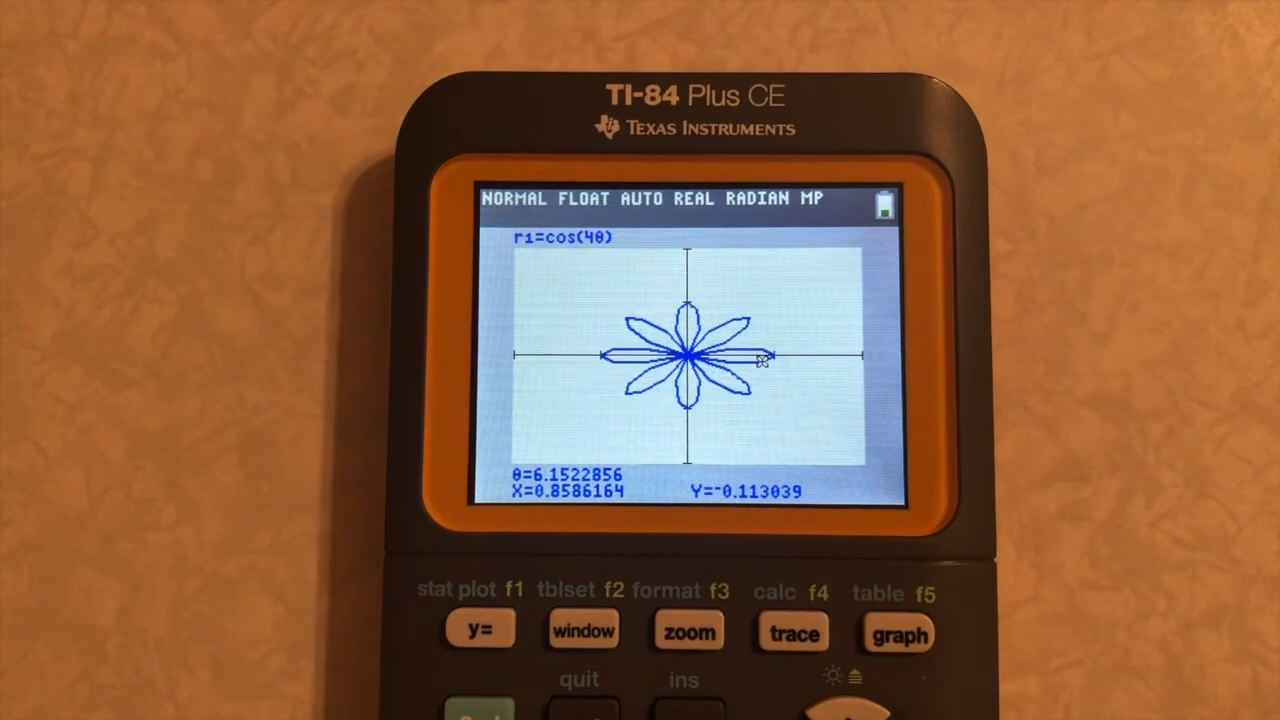 TI-84 Plus CE
TEXAS INSTRUMENTS
NORMAL FLOAT AUTO REAL RADIAN MP
r1=cos(4θ)
θ=6.1522856
X=0.8586164 Y=-0.113039
stat plot f1 tblset f2 format f3 calc f4 table f5
y= window zoom trace graph
quit ins